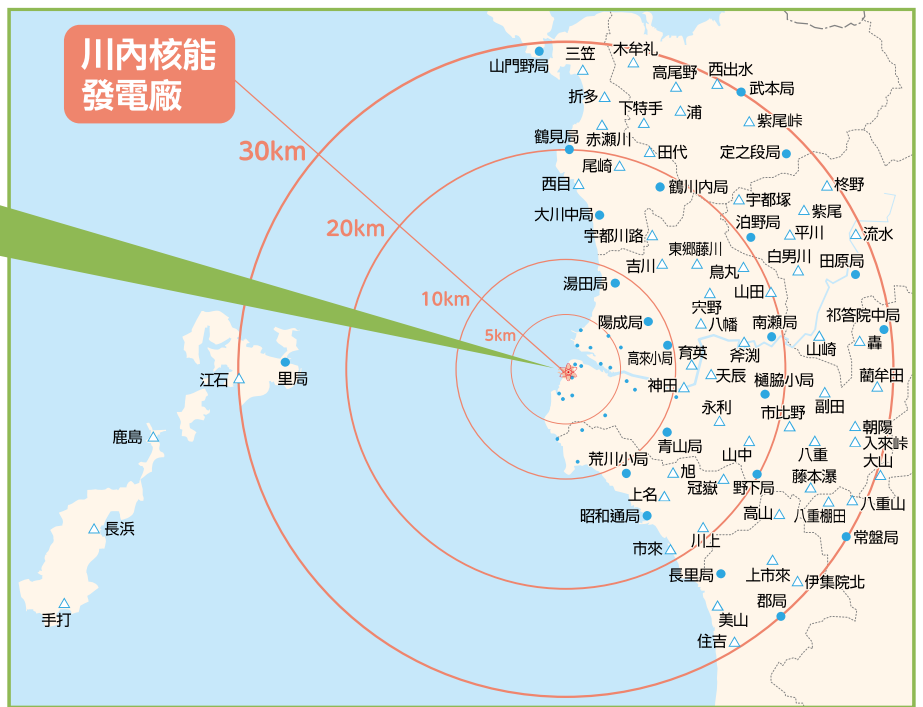 川內核能
發電廠
30km
20km
10km
5km
山門野局
三笠
木牟礼
高尾野
西出水
武本局
折多
下特手
浦
紫尾峠
赤瀬川
鶴見局
田代
定之段局
尾崎
西目
鶴川内局
柊野
宇都塚
紫尾
大川中局
泊野局
平川
流水
宇都川路
東郷藤川
白男川
田原局
吉川
鳥丸
湯田局
山田
穴野
陽成局
八幡
南瀬局
祁答院中局
高來小局
育英
斧渕
山崎
轟
江石
里局
神田
天辰
樋脇小局
藺牟田
永利
市比野
副田
鹿島
青山局
山中
八重
朝陽
入來峠
大山
荒川小局
旭
冠嶽
野下局
藤本瀑
上名
高山
八重棚田
八重山
昭和通局
長浜
川上
常盤局
市來
長里局
上市來
伊集院北
手打
美山
郡局
住吉